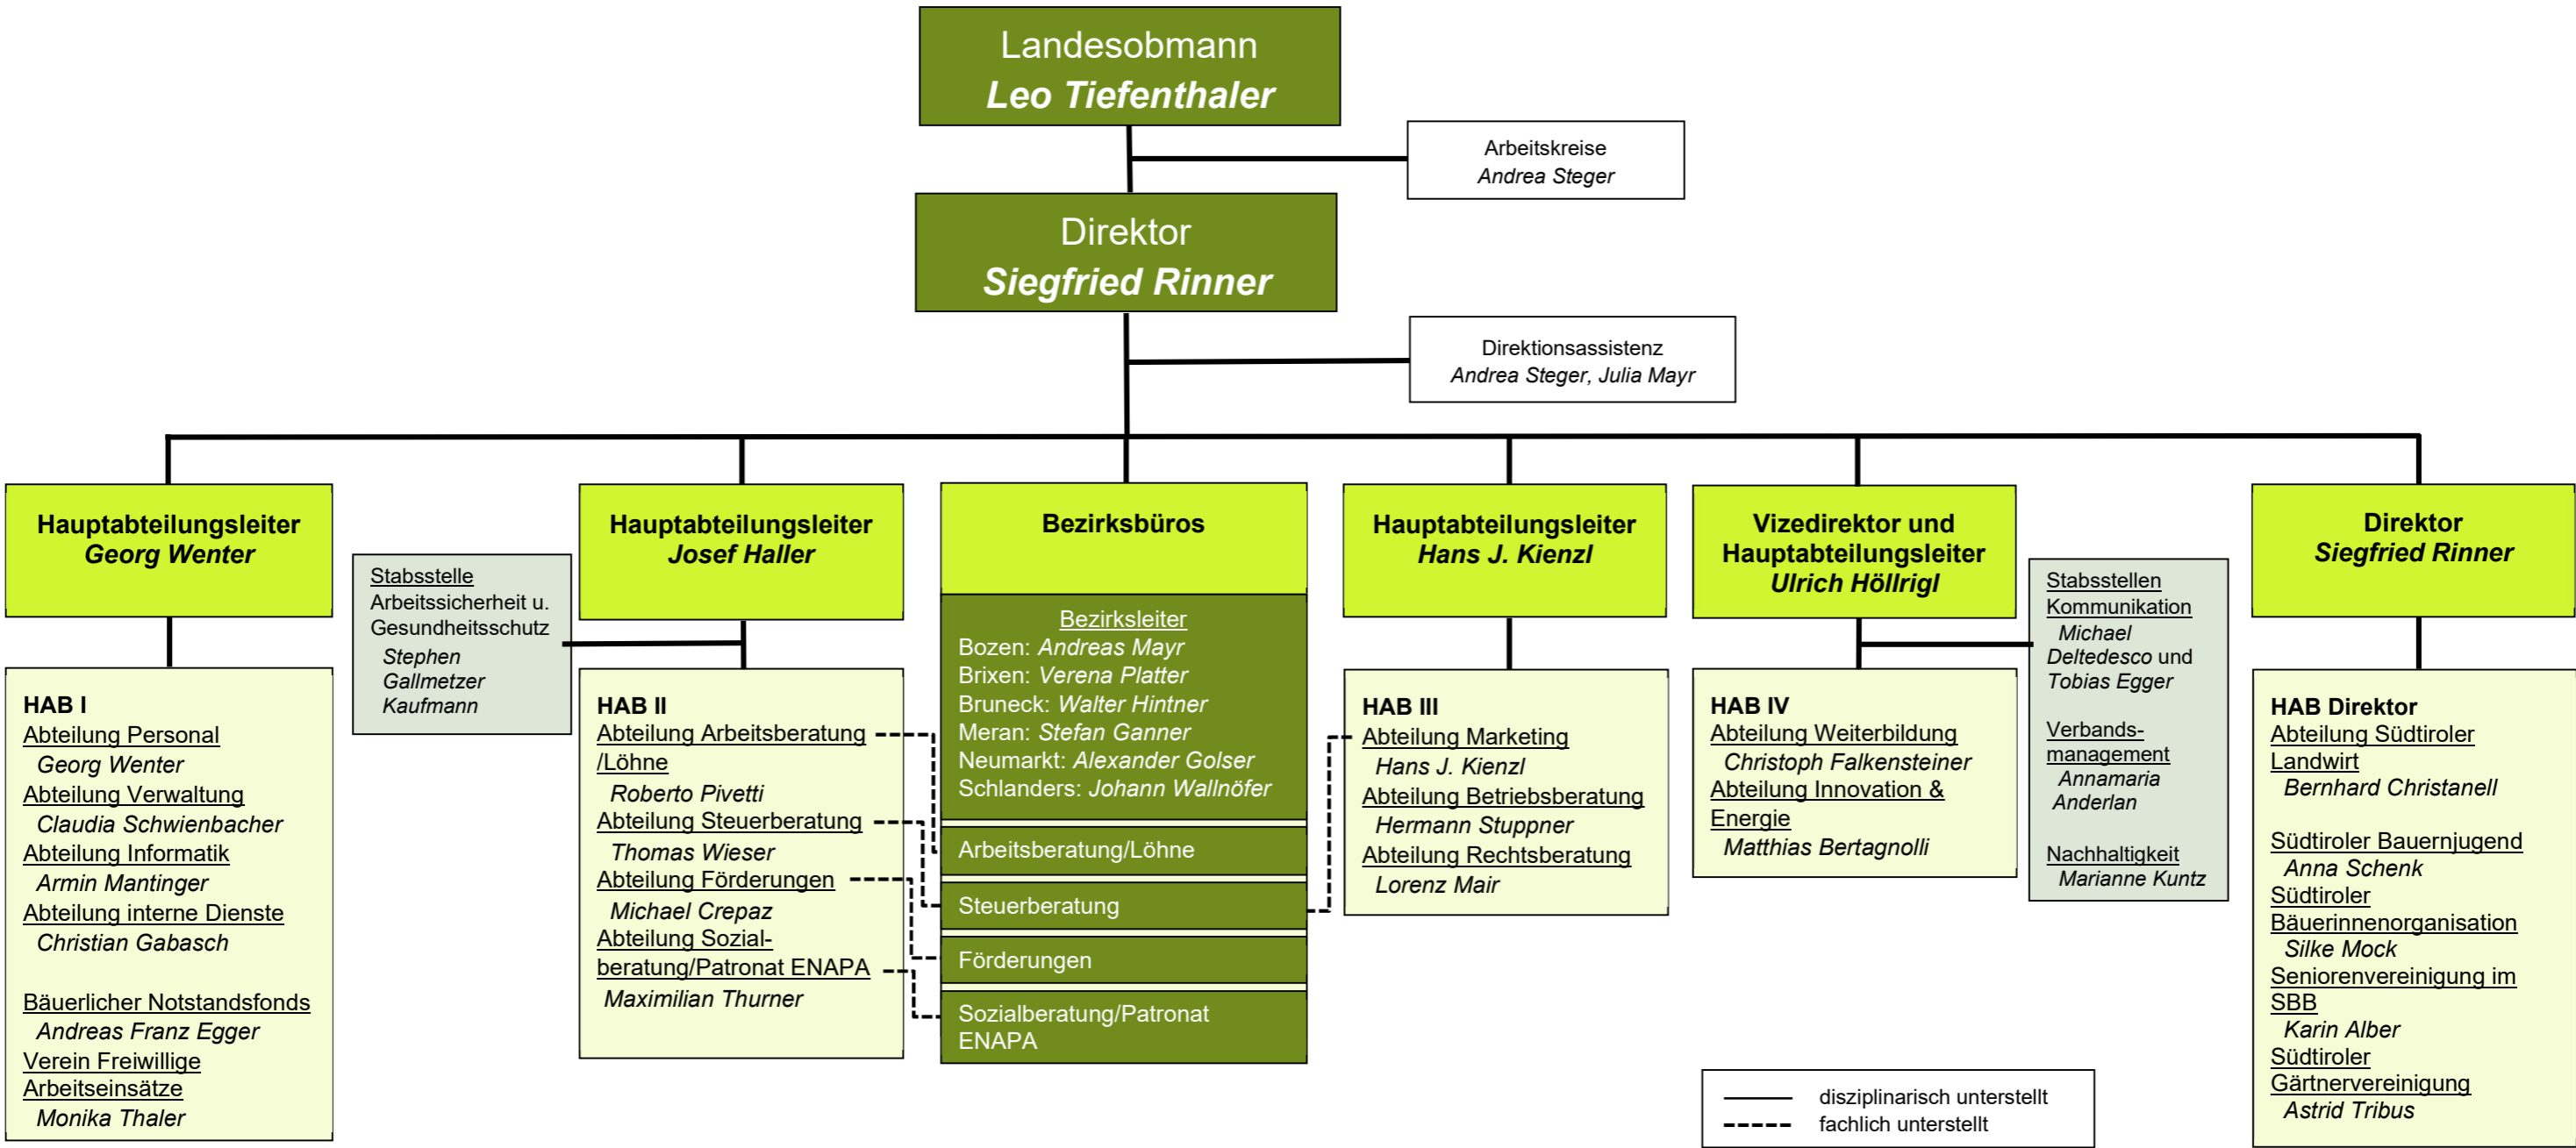 Landesobmann
Leo Tiefenthaler
Arbeitskreise
Andrea Steger
Direktor
Siegfried Rinner
Direktionsassistenz
Andrea Steger, Julia Mayr
Hauptabteilungsleiter
Georg Wenter
HAB I
Abteilung Personal
Georg Wenter
Abteilung Verwaltung
Claudia Schwienbacher
Abteilung Informatik
Armin Mantinger
Abteilung interne Dienste
Christian Gabasch
Bäuerlicher Notstandsfonds
Andreas Franz Egger
Verein Freiwillige
Arbeitseinsätze
Monika Thaler
Stabsstelle
Arbeitssicherheit u.
Gesundheitsschutz
Stephen
Gallmetzer
Kaufmann
Hauptabteilungsleiter
Josef Haller
HAB II
Abteilung Arbeitsberatung
/Löhne
Roberto Pivetti
Abteilung Steuerberatung
Thomas Wieser
Abteilung Förderungen
Michael Crepaz
Abteilung Sozial-
beratung/Patronat ENAPA
Maximilian Thurner
Bezirksbüros
Bezirksleiter
Bozen: Andreas Mayr
Brixen: Verena Platter
Bruneck: Walter Hintner
Meran: Stefan Ganner
Neumarkt: Alexander Golser
Schlanders: Johann Wallnöfer
Arbeitsberatung/Löhne
Steuerberatung
Förderungen
Sozialberatung/Patronat
ENAPA
Hauptabteilungsleiter
Hans J. Kienzl
HAB III
Abteilung Marketing
Hans J. Kienzl
Abteilung Betriebsberatung
Hermann Stuppner
Abteilung Rechtsberatung
Lorenz Mair
Vizedirektor und
Hauptabteilungsleiter
Ulrich Höllrigl
HAB IV
Abteilung Weiterbildung
Christoph Falkensteiner
Abteilung Innovation &
Energie
Matthias Bertagnolli
Stabsstellen
Kommunikation
Michael
Deltedesco und
Tobias Egger
Verbands-
management
Annamaria
Anderlan
Nachhaltigkeit
Marianne Kuntz
Direktor
Siegfried Rinner
HAB Direktor
Abteilung Südtiroler
Landwirt
Bernhard Christanell
Südtiroler Bauernjugend
Anna Schenk
Südtiroler
Bäuerinnenorganisation
Silke Mock
Seniorenvereinigung im
SBB
Karin Alber
Südtiroler
Gärtnervereinigung
Astrid Tribus
disziplinarisch unterstellt
fachlich unterstellt